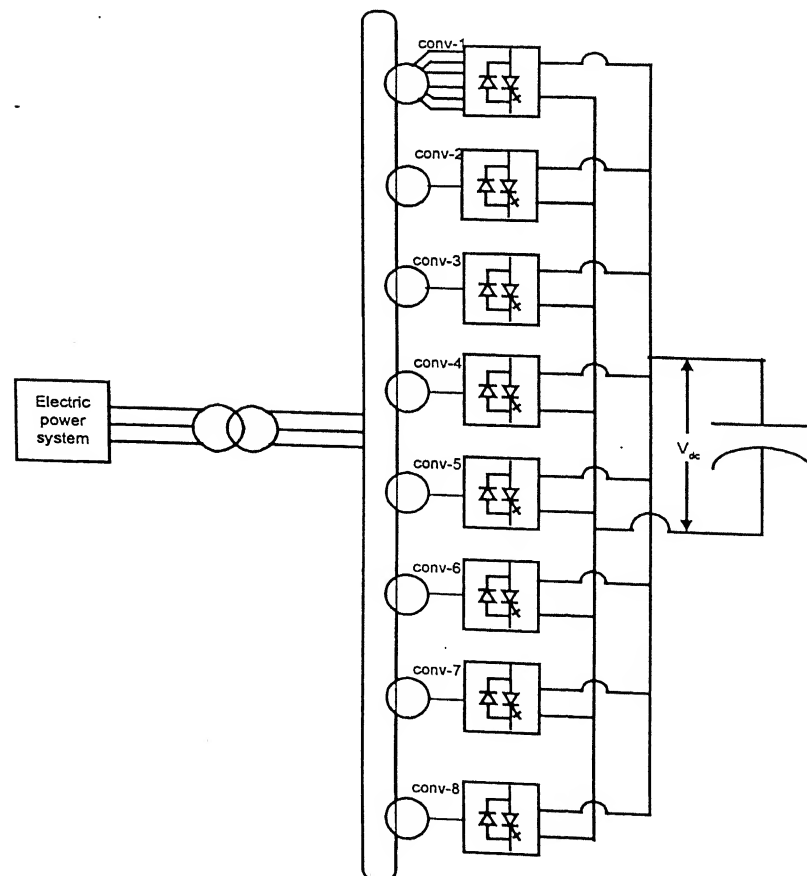 conv-1
conv-2
conv-3
conv-4
conv-5
conv-6
conv-7
conv-8
Electric
power
system
Vdc